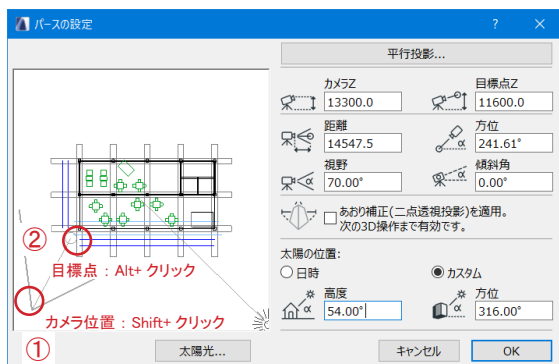 パースの設定
?
×
平行投影...
カメラZ
目標点Z
13300.0
11600.0
距離
方位
14547.5
241.61°
視野
傾斜角
70.00°
0.00°
あおり補正(二点透視投影)を適用。
次の3D操作まで有効です。
太陽の位置:
日時
カスタム
高度
方位
54.00°
316.00°
②
目標点：Alt+ クリック
カメラ位置：Shift+ クリック
①
太陽光...
キャンセル
OK